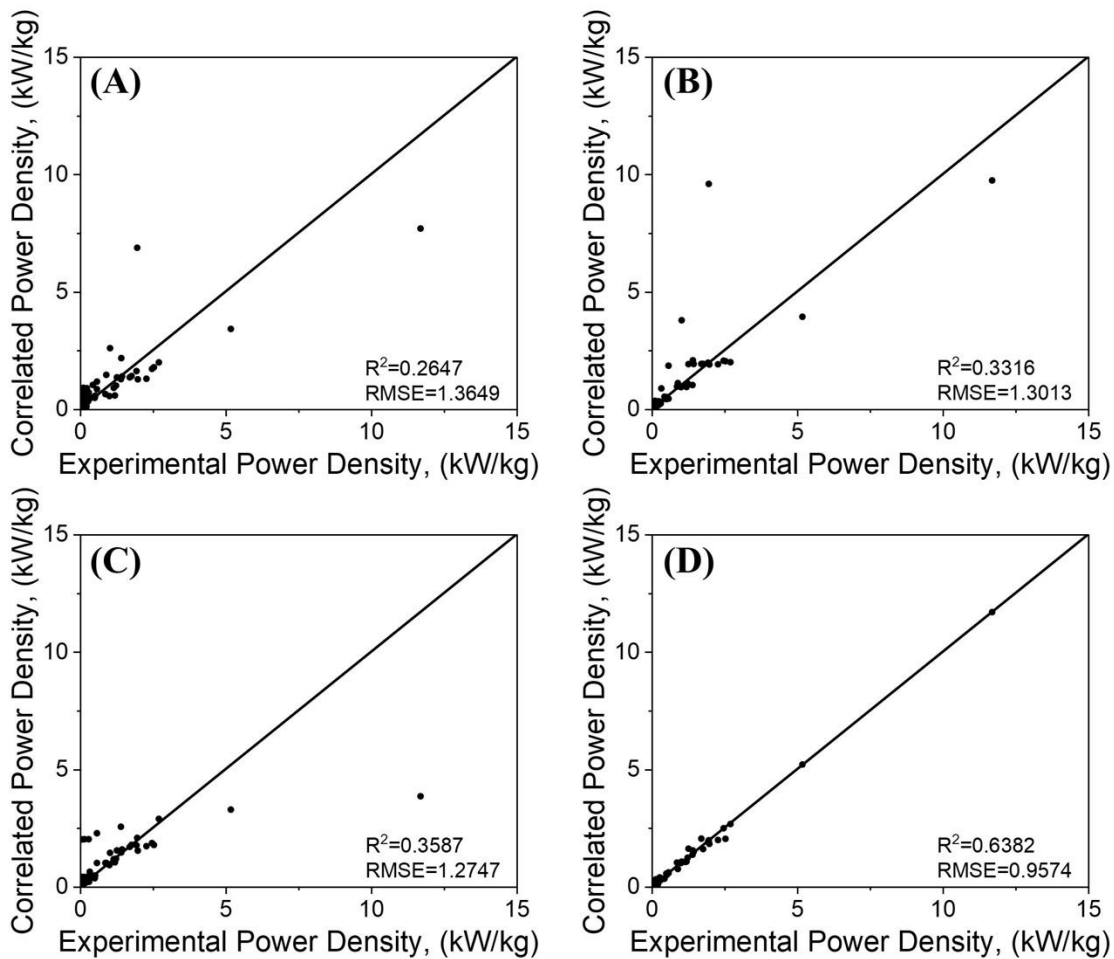 Correlated Power Density, (kW/kg)
15
10
5
0
(A)
R²=0.2647
RMSE=1.3649
0 5 10 15
Experimental Power Density, (kW/kg)
Correlated Power Density, (kW/kg)
15
10
5
0
(B)
R²=0.3316
RMSE=1.3013
0 5 10 15
Experimental Power Density, (kW/kg)
Correlated Power Density, (kW/kg)
15
10
5
0
(C)
R²=0.3587
RMSE=1.2747
0 5 10 15
Experimental Power Density, (kW/kg)
Correlated Power Density, (kW/kg)
15
10
5
0
(D)
R²=0.6382
RMSE=0.9574
0 5 10 15
Experimental Power Density, (kW/kg)